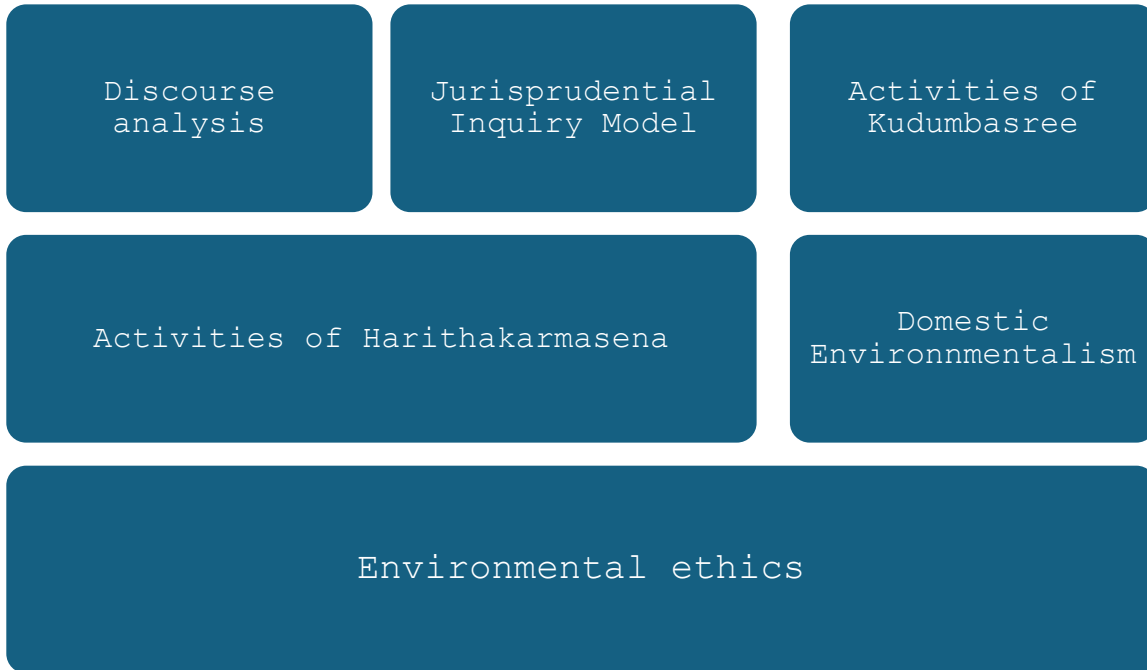 Discourse
analysis
Jurisprudential
Inquiry Model
Activities of
Kudumbasree
Activities of Harithakarmasena
Domestic
Environnmentalism
Environmental ethics